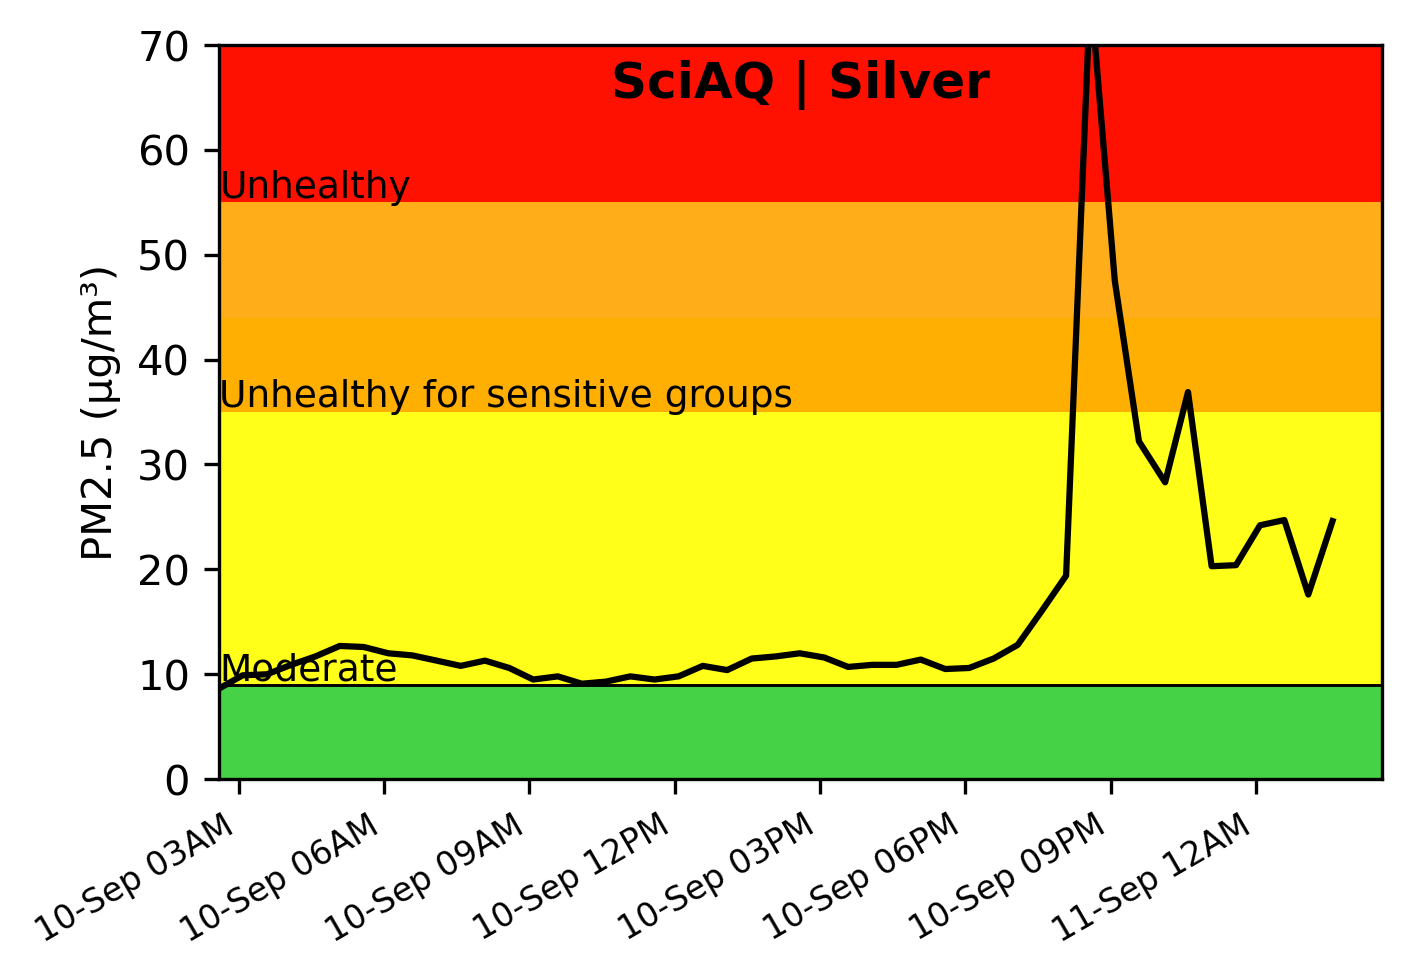 SciAQ | Silver
PM2.5 (µg/m³)
70
60
50
40
30
20
10
0
Unhealthy
Unhealthy for sensitive groups
Moderate
10-Sep 03AM
10-Sep 06AM
10-Sep 09AM
10-Sep 12PM
10-Sep 03PM
10-Sep 06PM
10-Sep 09PM
11-Sep 12AM